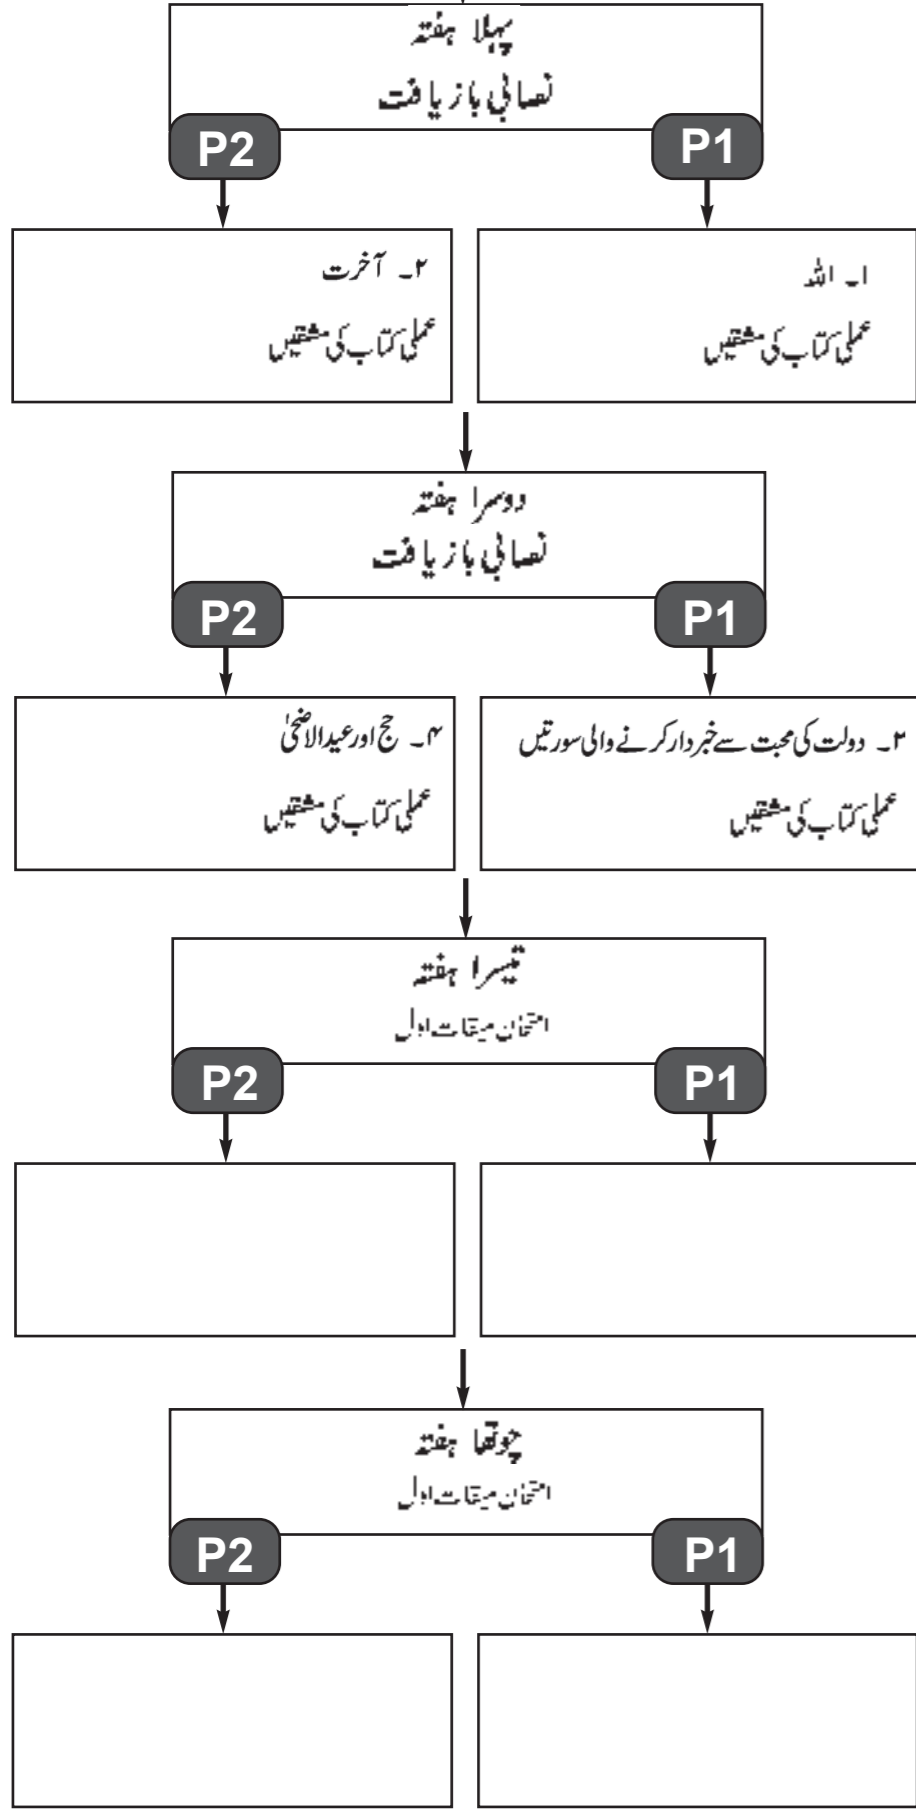 پہلا ہفتہ
نصابی بازیافت
P1
P2
۱۔ اللہ
عملی کتاب کی مشقیں
۲۔ آخرت
عملی کتاب کی مشقیں
دوسرا ہفتہ
نصابی بازیافت
P1
P2
۳۔ دولت کی محبت سے خبردار کرنے والی سورتیں
عملی کتاب کی مشقیں
۴۔ حج اور عیدالاضحیٰ
عملی کتاب کی مشقیں
تیسرا ہفتہ
امتحان میقات اول
P1
P2
چوتھا ہفتہ
امتحان میقات اول
P1
P2